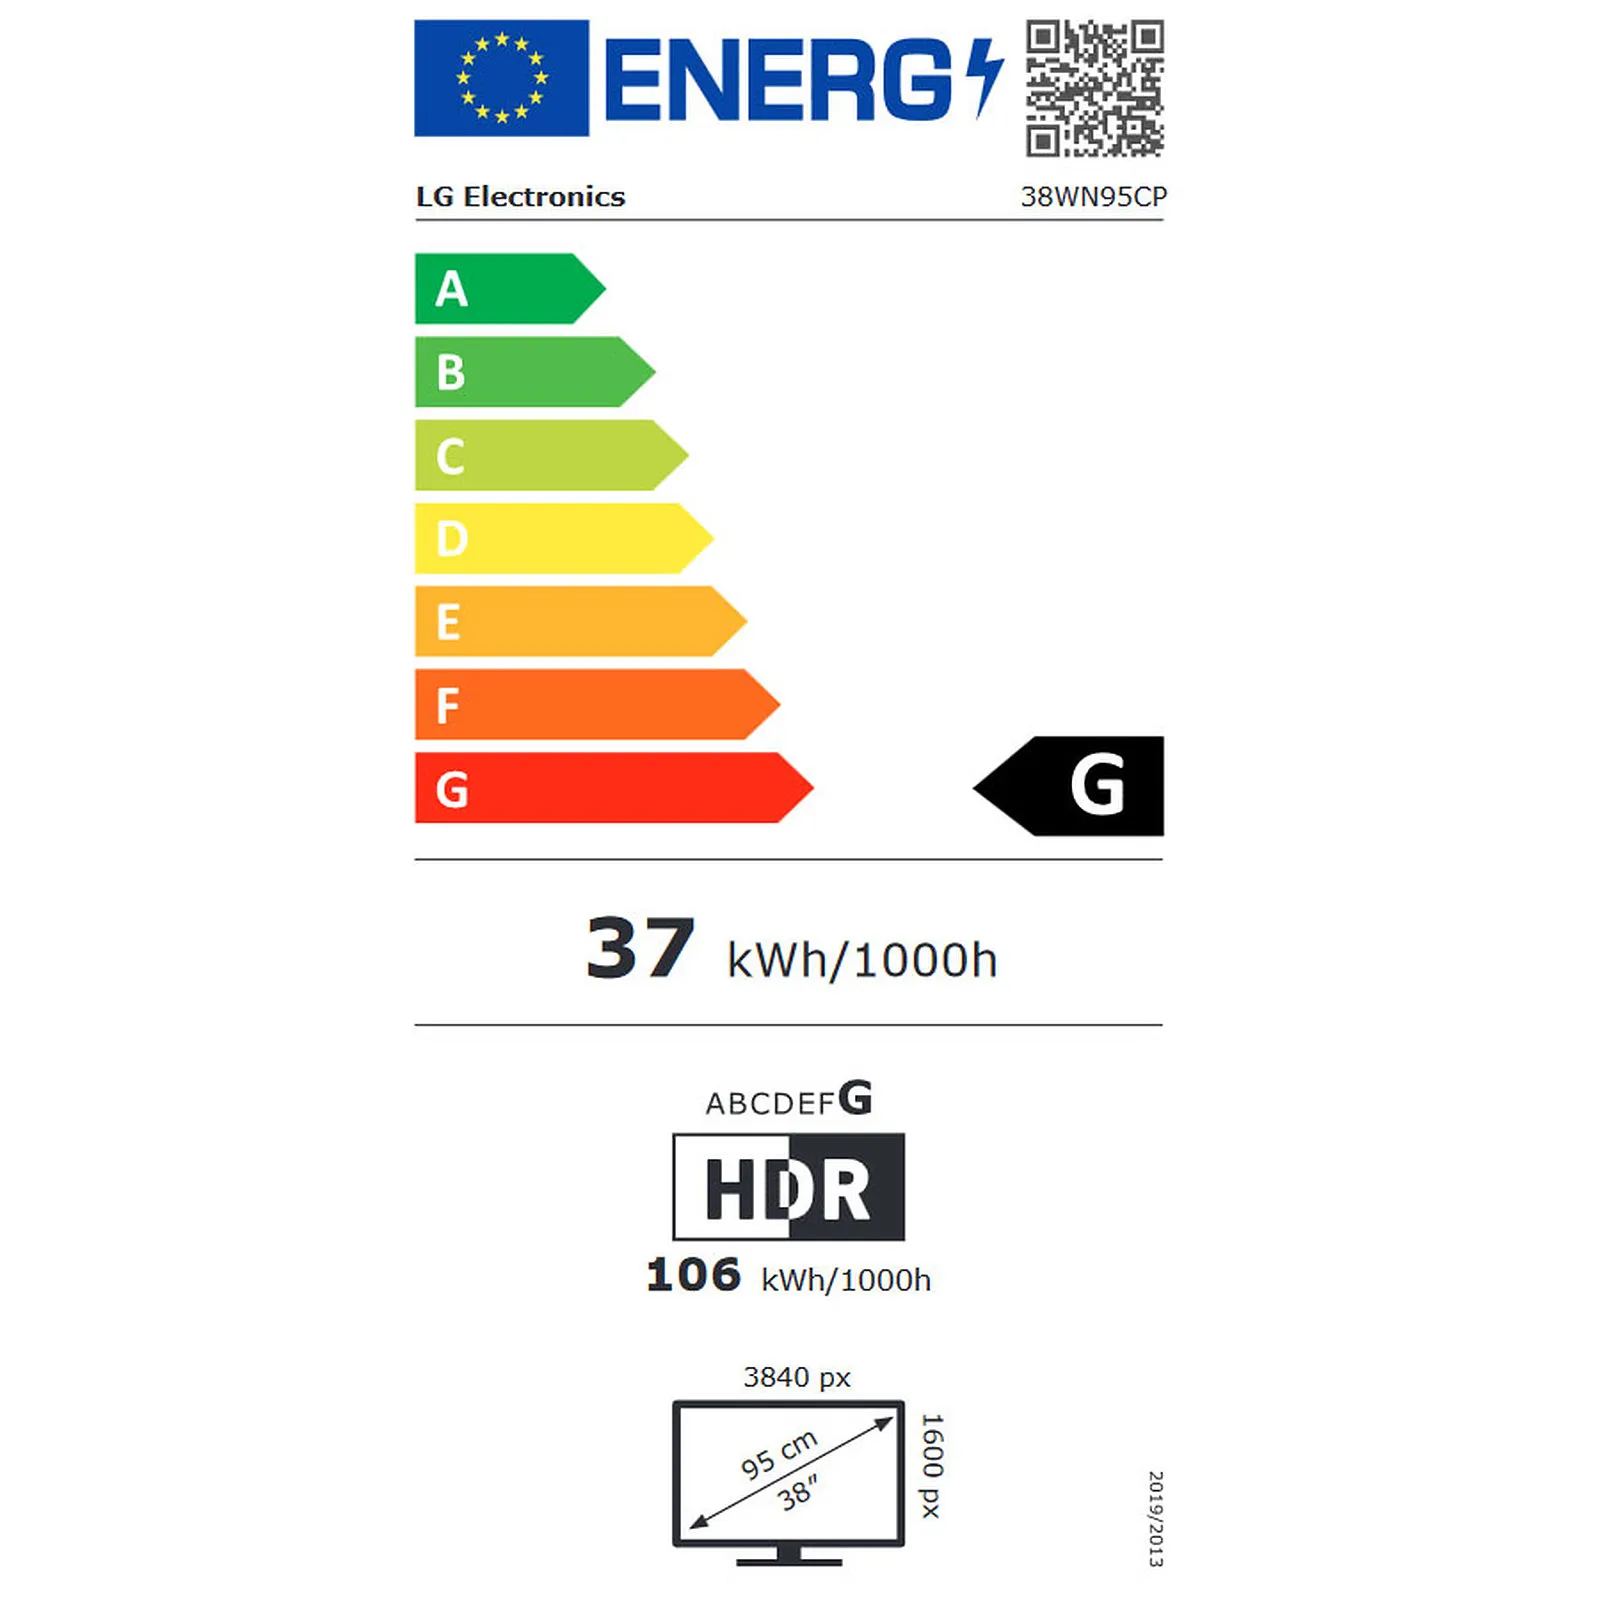 ENERG
LG Electronics 38WN95CP
A
B
C
D
E
F
G
G
37 kWh/1000h
ABCDEFG
HDR
106 kWh/1000h
3840 px
95 cm
38"
1600 px
2019/2013